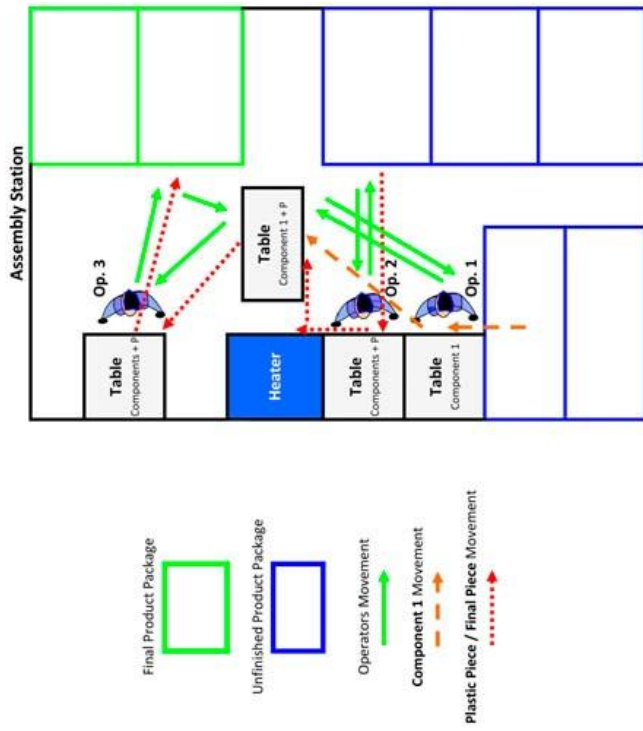 Assembly Station
Op. 3
Table
Components + P
Table
Component 1 + P
Heater
Op. 2
Table
Components + P
Op. 1
Table
Component 1
Final Product Package
Unfinished Product Package
Operators Movement
Component 1 Movement
Plastic Piece / Final Piece Movement